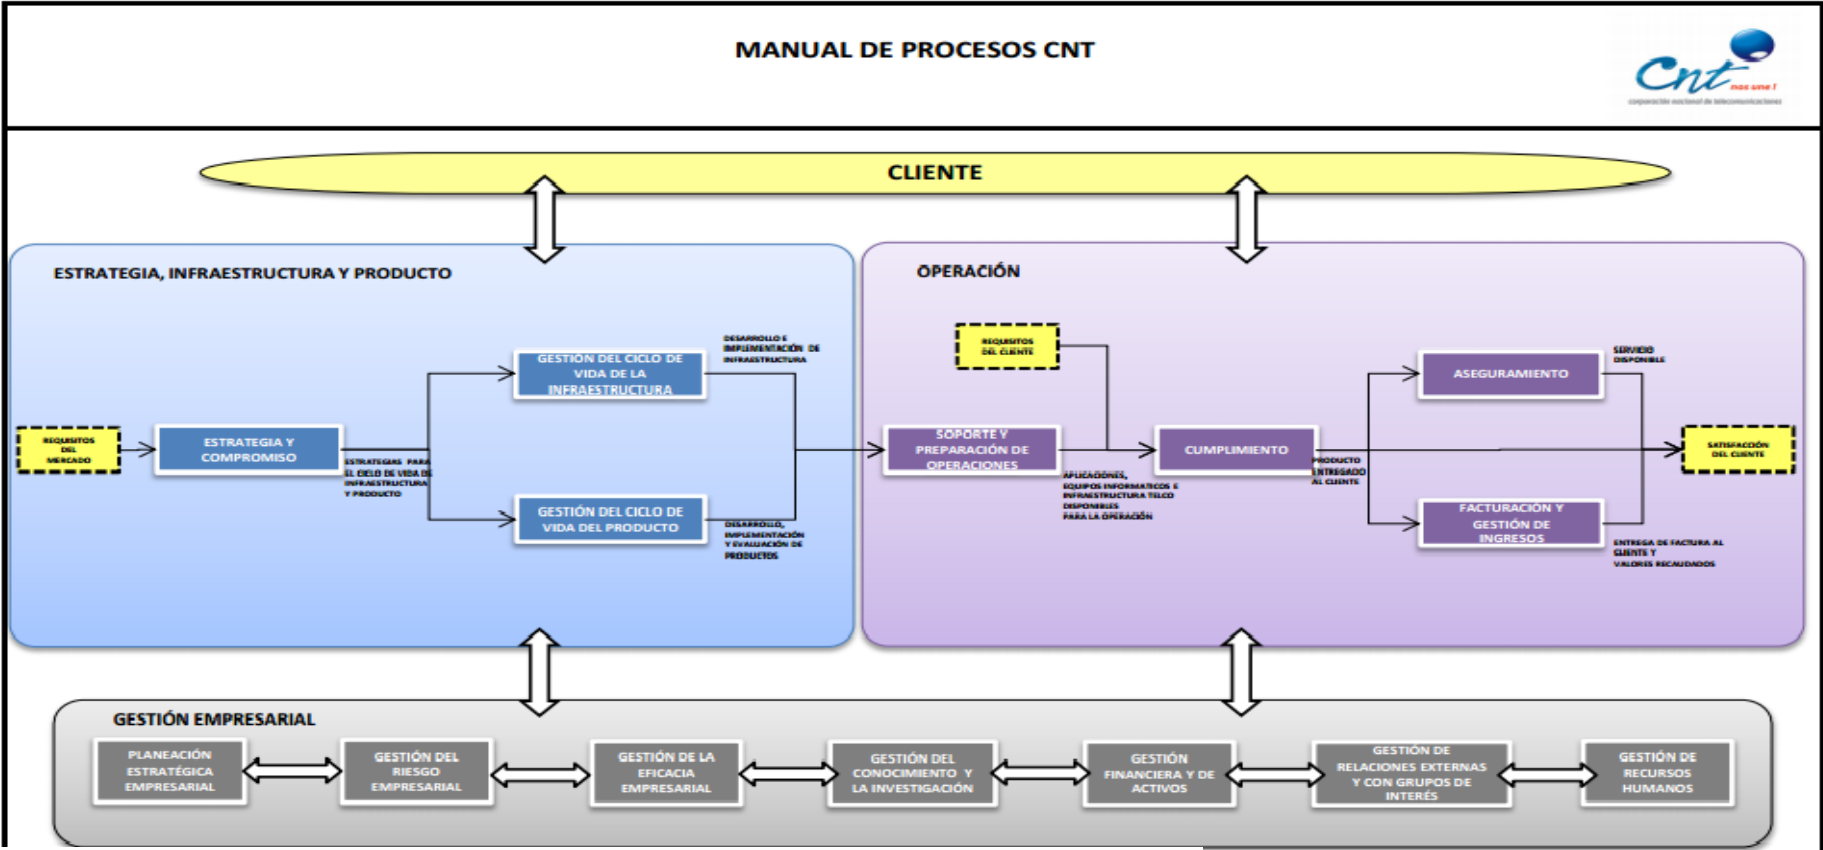 MANUAL DE PROCESOS CNT
Cnt
nos une !
corporación nacional de telecomunicaciones
CLIENTE
ESTRATEGIA, INFRAESTRUCTURA Y PRODUCTO
REQUISITOS
DEL
MERCADO
ESTRATEGIA Y
COMPROMISO
ESTRATEGIAS PARA
EL CICLO DE VIDA DE
INFRAESTRUCTURA
Y PRODUCTO
GESTIÓN DEL CICLO DE
VIDA DE LA
INFRAESTRUCTURA
DESARROLLO E
IMPLEMENTACIÓN DE
INFRAESTRUCTURA
GESTIÓN DEL CICLO DE
VIDA DEL PRODUCTO
DESARROLLO,
IMPLEMENTACIÓN
Y EVALUACIÓN DE
PRODUCTOS
OPERACIÓN
REQUISITOS
DEL CLIENTE
SOPORTE Y
PREPARACIÓN DE
OPERACIONES
APLICACIONES,
EQUIPOS INFORMATICOS E
INFRAESTRUCTURA TELCO
DISPONIBLES
PARA LA OPERACIÓN
CUMPLIMIENTO
PRODUCTO
ENTREGADO
AL CLIENTE
ASEGURAMIENTO
SERVICIO
DISPONIBLE
FACTURACIÓN Y
GESTIÓN DE
INGRESOS
ENTREGA DE FACTURA AL
CLIENTE Y
VALORES RECAUDADOS
SATISFACCIÓN
DEL CLIENTE
GESTIÓN EMPRESARIAL
PLANEACIÓN
ESTRATÉGICA
EMPRESARIAL
GESTIÓN DEL
RIESGO
EMPRESARIAL
GESTIÓN DE LA
EFICACIA
EMPRESARIAL
GESTIÓN DEL
CONOCIMIENTO Y
LA INVESTIGACIÓN
GESTIÓN
FINANCIERA Y DE
ACTIVOS
GESTIÓN DE
RELACIONES EXTERNAS
Y CON GRUPOS DE
INTERÉS
GESTIÓN DE
RECURSOS
HUMANOS